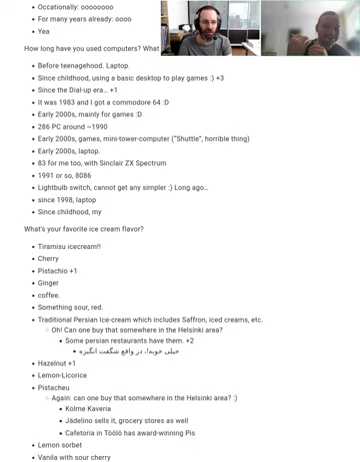 Occationally: oooooooo
For many years already: oooo
Yea
How long have you used computers? What
Before teenagehood. Laptop.
Since childhood, using a basic desktop to play games :) +3
Since the Dial-up era... +1
It was 1983 and I got a commodore 64 :D
Early 2000s, mainly for games :D
286 PC around ~1990
Early 2000s, games, mini-tower-computer ("Shuttle", horrible thing)
Early 2000s, laptop.
83 for me too, with Sinclair ZX Spectrum
1991 or so, 8086
Lightbulb switch, cannot get any simpler :) Long ago...
since 1998, laptop
Since childhood, my
What's your favorite ice cream flavor?
Tiramisu icecream!!
Cherry
Pistachio +1
Ginger
coffee.
Something sour, red.
Traditional Persian Ice-cream which includes Saffron, iced creams, etc.
Oh! Can one buy that somewhere in the Helsinki area?
Some persian restaurants have them. +2
خیلی خوبه!، در واقع شگفت انگیزه
Hazelnut +1
Lemon-Licorice
Pistacheu
Again: can one buy that somewhere in the Helsinki area? :)
Kolme Kaveria
Jädelino sells it, grocery stores as well
Cafetoria in Töölö has award-winning Pis
Lemon sorbet
Vanila with sour cherry